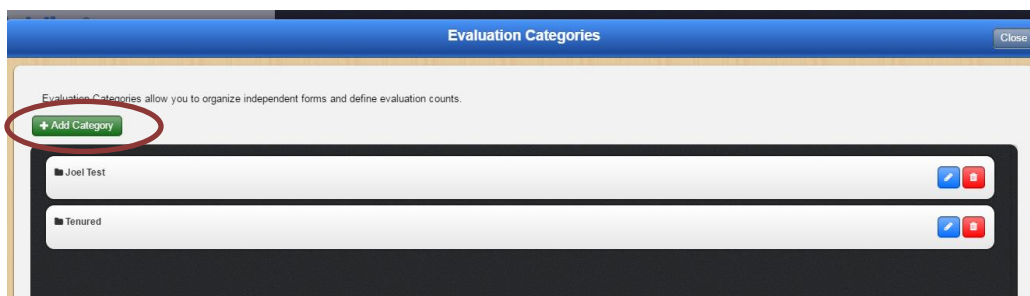 Evaluation Categories
Close
Evaluation Categories allow you to organize independent forms and define evaluation counts.
+ Add Category
Joel Test
Tenured